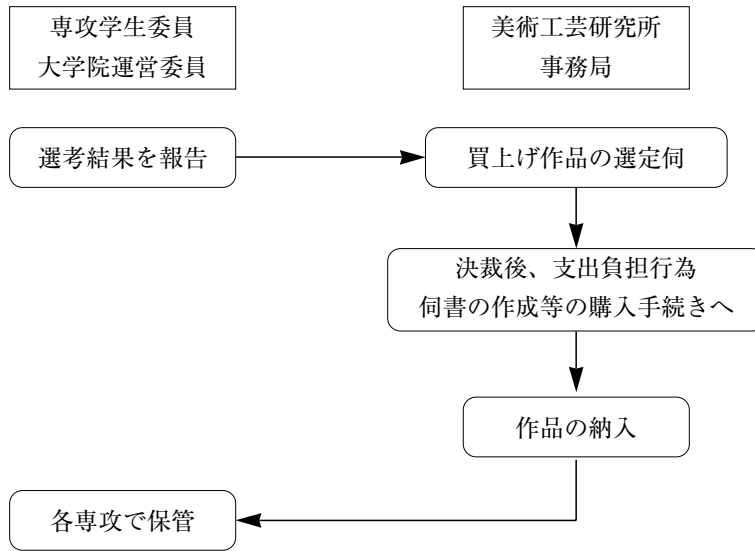 専攻学生委員
大学院運営委員
美術工芸研究所
事務局
選考結果を報告
買上げ作品の選定伺
決裁後、支出負担行為
伺書の作成等の購入手続きへ
作品の納入
各専攻で保管